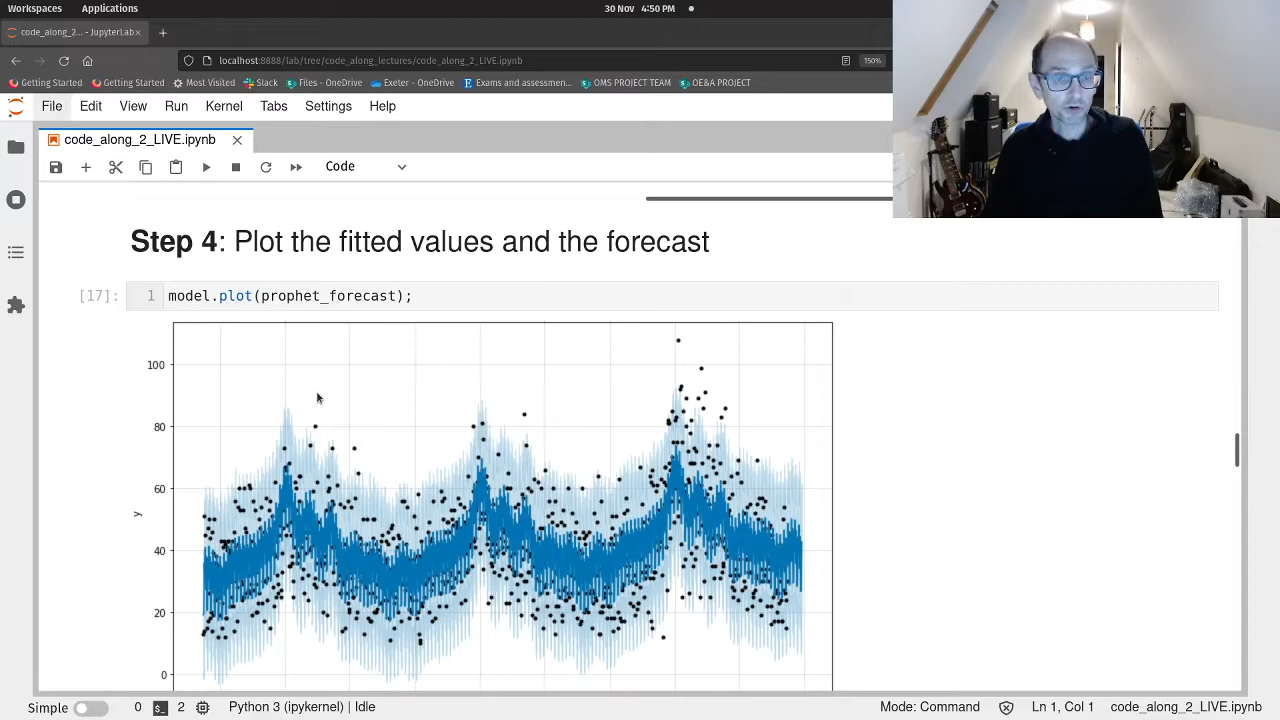 Workspaces Applications 30 Nov 4:50 PM
code_along_2... - JupyterLab
localhost:8888/lab/tree/code_along_lectures/code_along_2_LIVE.ipynb 150%
Getting Started Getting Started Most Visited Slack Files - OneDrive Exeter - OneDrive Exams and assessmen... OMS PROJECT TEAM OE&A PROJECT
File Edit View Run Kernel Tabs Settings Help
code_along_2_LIVE.ipynb
Code
Step 4: Plot the fitted values and the forecast
[17]: 1 model.plot(prophet_forecast);
100
80
60
y
40
20
0
Simple 0 $_ 2 Python 3 (ipykernel) | Idle Mode: Command Ln 1, Col 1 code_along_2_LIVE.ipynb